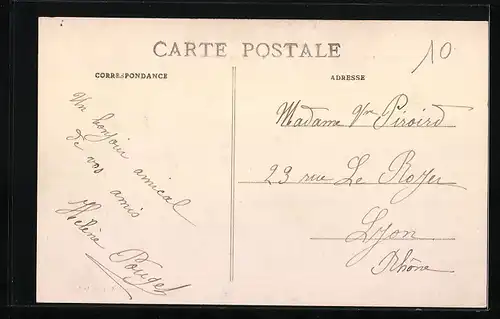 CARTE POSTALE
10
CORRESPONDANCE
ADRESSE
Un bonjour amical
de vos amis
Hélène Pouget
Madame Vve Piroird
23 rue Le Royer
Lyon
Rhône